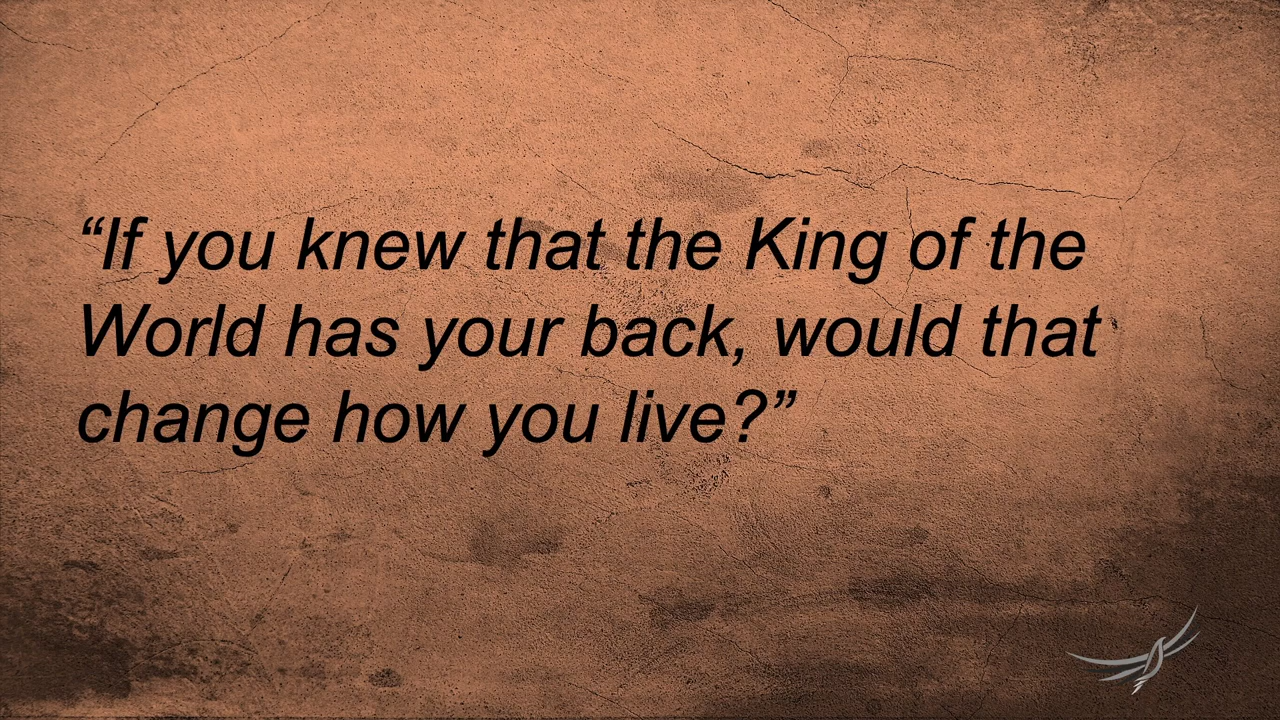 “If you knew that the King of the
World has your back, would that
change how you live?”